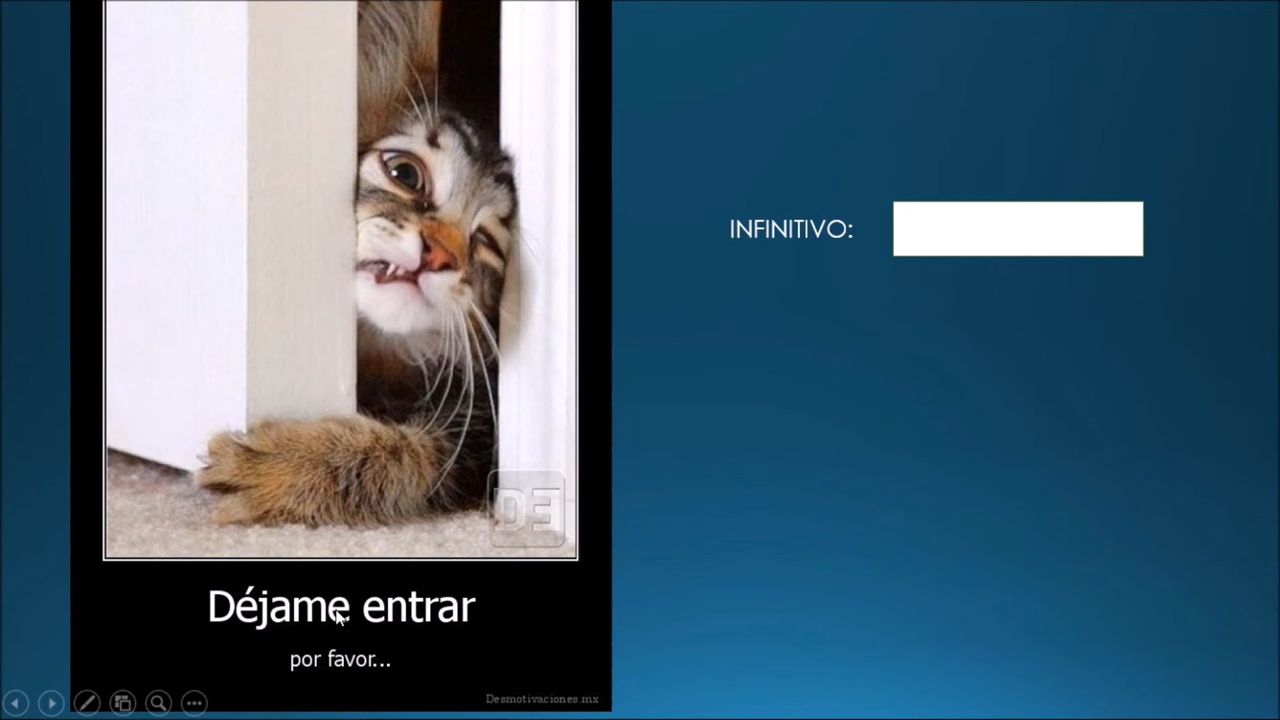 INFINITIVO:
DE
Déjame entrar
por favor...
Desmotivaciones.mx